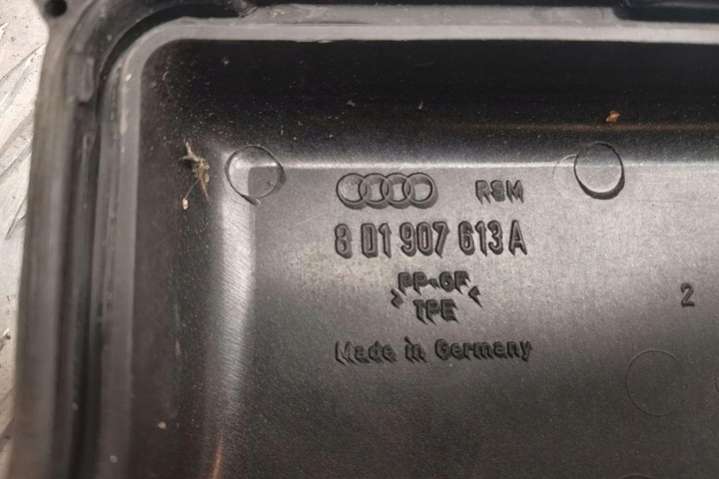 RSM
8D1 907 613 A
>PP-GF<
TPE
2
Made in Germany